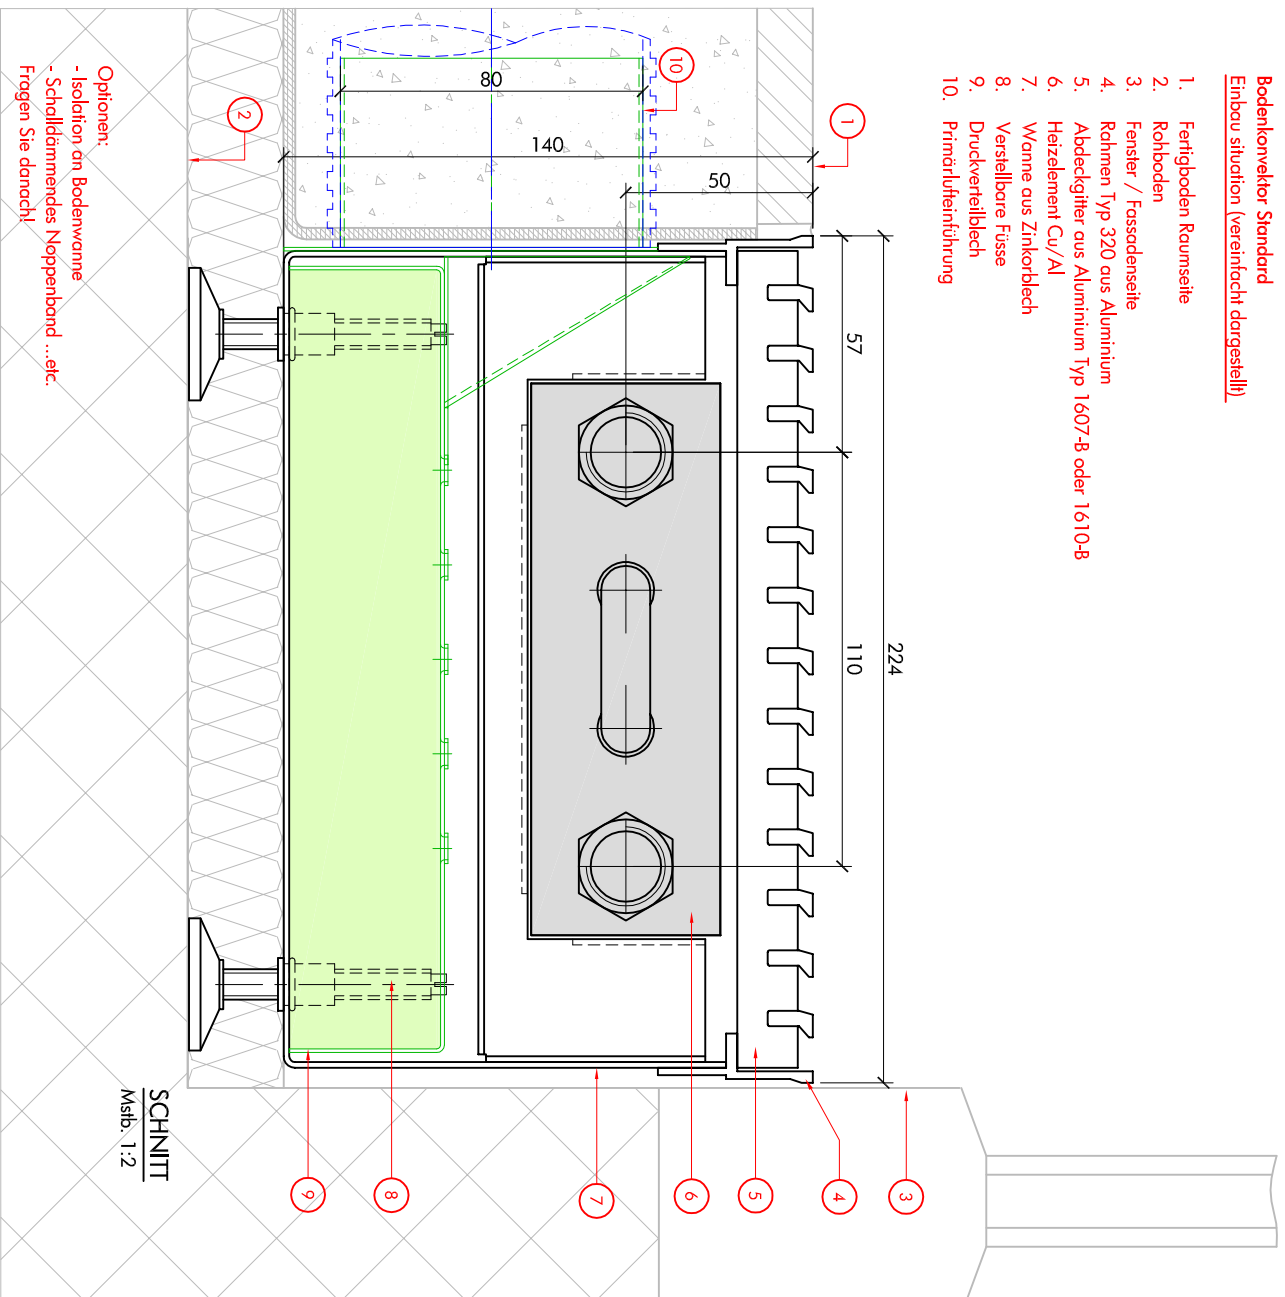 Bodenkonvektor Standard
Einbau situation (vereinfacht dargestellt)
1. Fertigboden Raumseite
2. Rohboden
3. Fenster / Fassadenseite
4. Rahmen Typ 320 aus Aluminium
5. Abdeckgitter aus Aluminium Typ 1607-B oder 1610-B
6. Heizelement Cu/Al
7. Wanne aus Zinkorblech
8. Verstellbare Füsse
9. Druckverteilblech
10. Primärlufteinführung
224
57
110
1
50
140
10
80
2
3
4
5
6
7
8
9
Optionen:
- Isolation an Bodenwanne
- Schalldämmendes Noppenband ...etc.
Fragen Sie danach!
SCHNITT
Mstb. 1:2